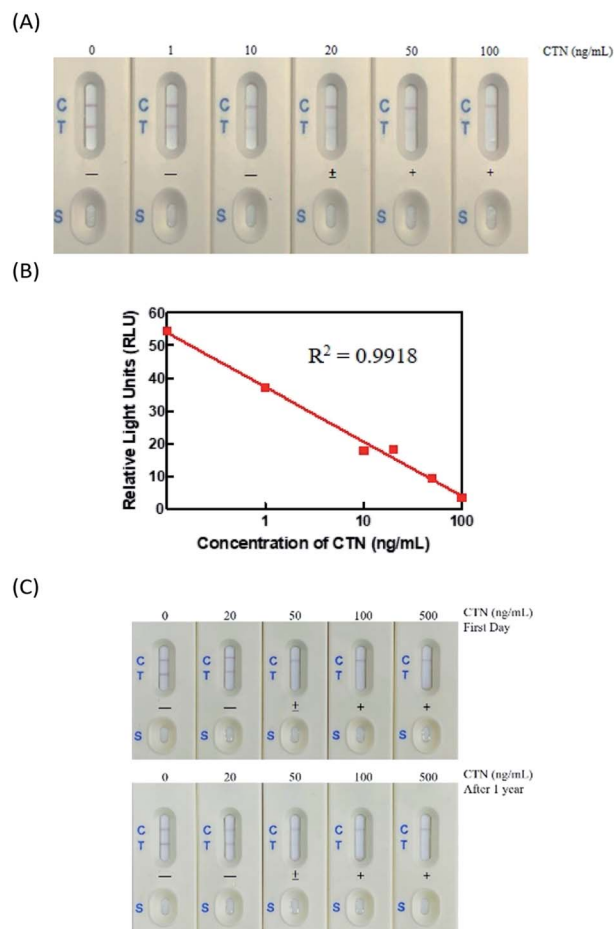 (A)
0 1 10 20 50 100 CTN (ng/mL)
C C C C C C
T T T T T T
— — — ± + +
S S S S S S
(B)
60
50
40
30
20
10
0
R² = 0.9918
Relative Light Units (RLU)
1 10 100
Concentration of CTN (ng/mL)
(C)
0 20 50 100 500 CTN (ng/mL)
First Day
C C C C C
T T T T T
— — ± + +
S S S S S
0 20 50 100 500 CTN (ng/mL)
After 1 year
C C C C C
T T T T T
— — ± + +
S S S S S